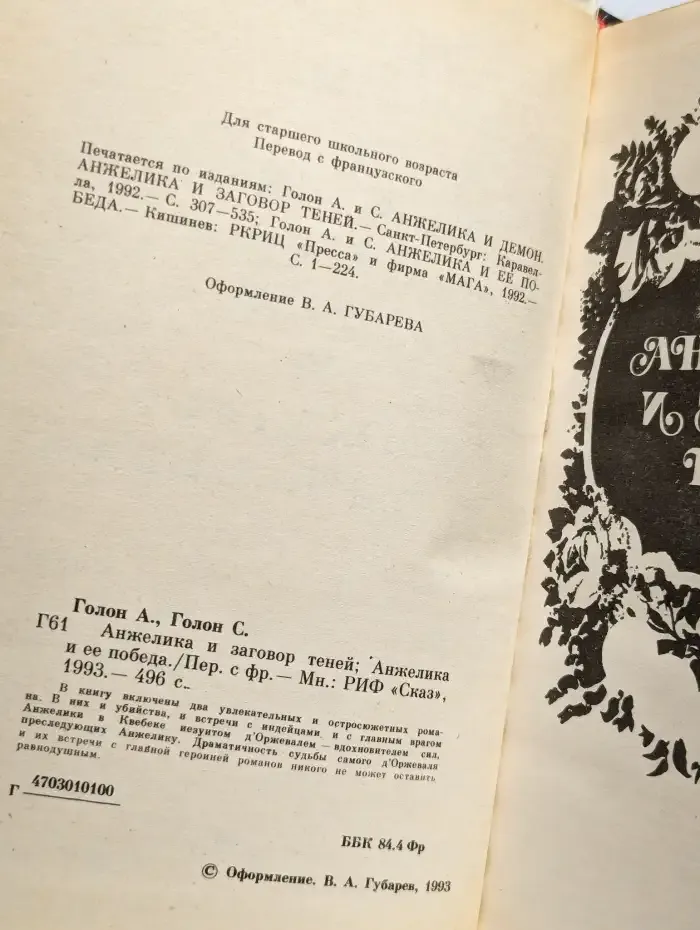 Для старшего школьного возраста
Перевод с французского
Печатается по изданиям: Голон А. и С. АНЖЕЛИКА И ДЕМОН.
АНЖЕЛИКА И ЗАГОВОР ТЕНЕЙ.— Санкт-Петербург: Каравел-
ла, 1992.— С. 307—535; Голон А. и С. АНЖЕЛИКА И ЕЕ ПО-
БЕДА.— Кишинев: РКРИЦ «Пресса» и фирма «МАГА», 1992.—
С. 1—224.
Оформление В. А. ГУБАРЕВА
Голон А., Голон С.
Г61 Анжелика и заговор теней; Анжелика
и ее победа./Пер. с фр.— Мн.: РИФ «Сказ»,
1993.— 496 с.
В книгу включены два увлекательных и остросюжетных рома-
на. В них и убийства, и встречи с индейцами и с главным врагом
Анжелики в Квебеке иезуитом д'Оржевалем — вдохновителем сил,
преследующих Анжелику. Драматичность судьбы самого д'Оржеваля
и их встречи с главной героиней романов никого не может оставить
равнодушным.
Г 4703010100
ББК 84.4 Фр
© Оформление. В. А. Губарев, 1993
АН
И